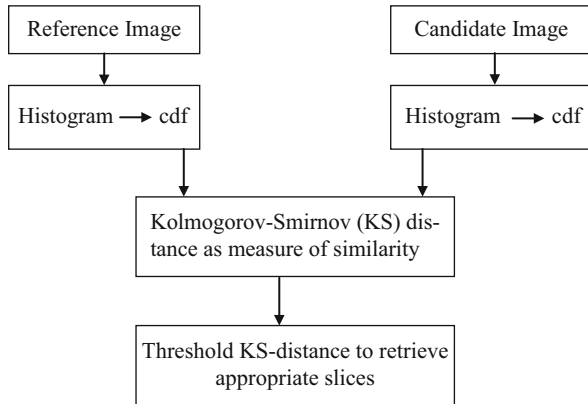 Reference Image
Candidate Image
Histogram → cdf
Histogram → cdf
Kolmogorov-Smirnov (KS) dis-
tance as measure of similarity
Threshold KS-distance to retrieve
appropriate slices